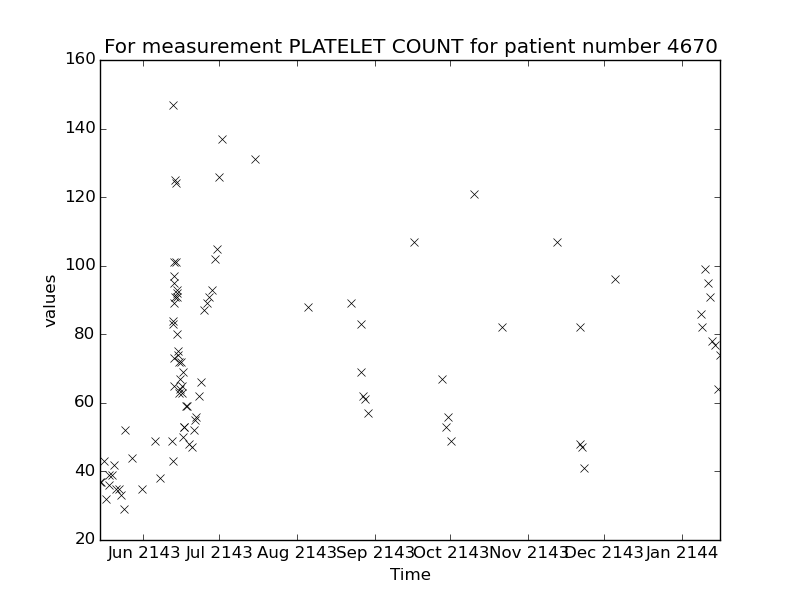 For measurement PLATELET COUNT for patient number 4670
160
140
120
100
80
60
40
20
values
Jun 2143 Jul 2143 Aug 2143 Sep 2143 Oct 2143 Nov 2143 Dec 2143 Jan 2144
Time